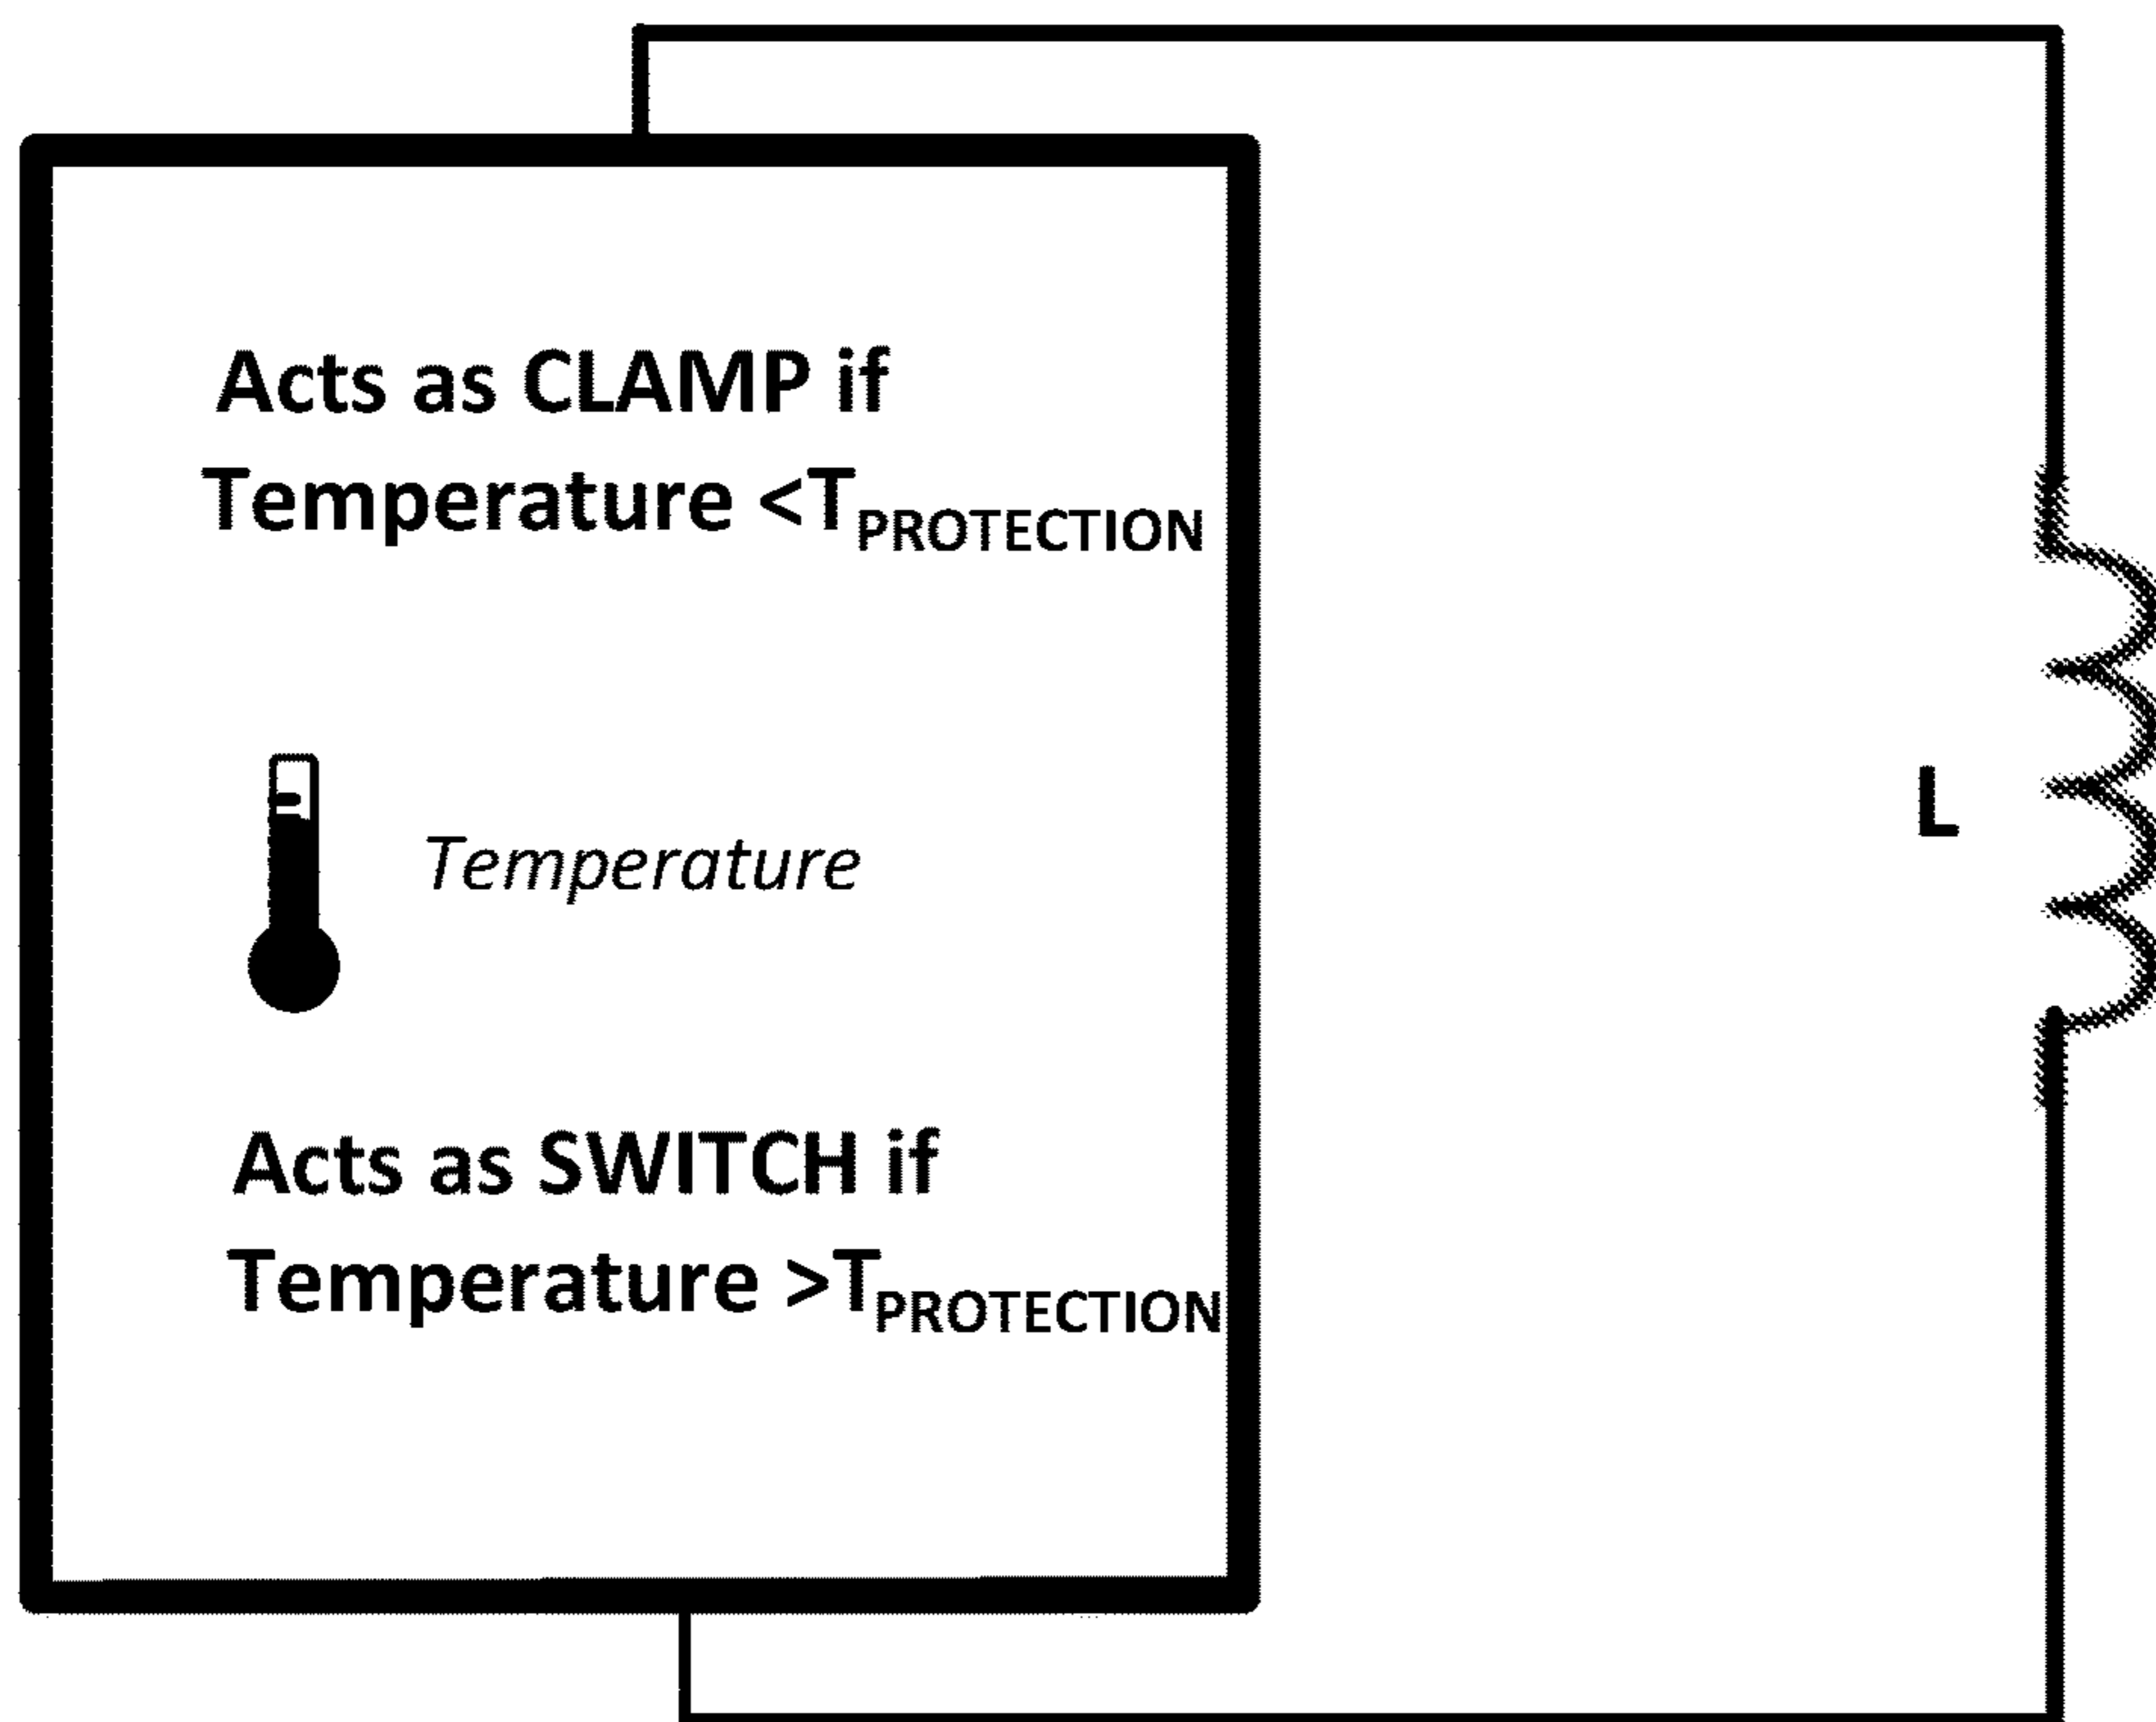 Acts as CLAMP if
Temperature <TPROTECTION
Temperature
L
Acts as SWITCH if
Temperature >TPROTECTION